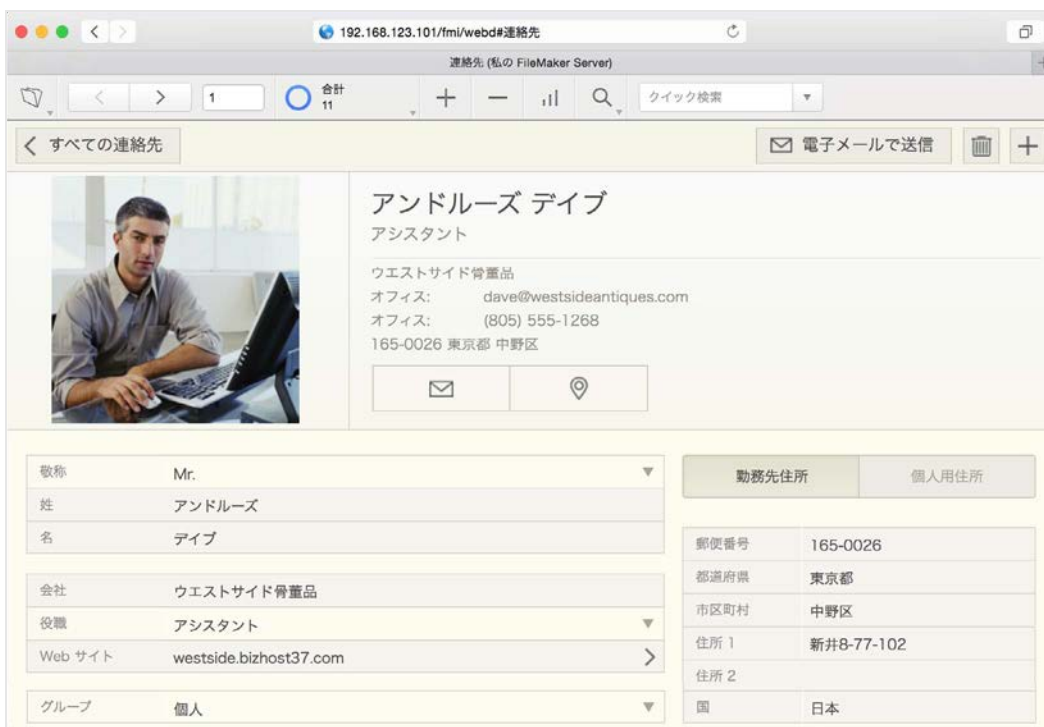 192.168.123.101/fmi/webd#連絡先
連絡先 (私の FileMaker Server)
1
合計
11
クイック検索
すべての連絡先
電子メールで送信
アンドルーズ デイブ
アシスタント
ウエストサイド骨董品
オフィス: dave@westsideantiques.com
オフィス: (805) 555-1268
165-0026 東京都 中野区
敬称 Mr.
姓 アンドルーズ
名 デイブ
会社 ウエストサイド骨董品
役職 アシスタント
Web サイト westside.bizhost37.com
グループ 個人
勤務先住所 個人用住所
郵便番号 165-0026
都道府県 東京都
市区町村 中野区
住所 1 新井8-77-102
住所 2
国 日本